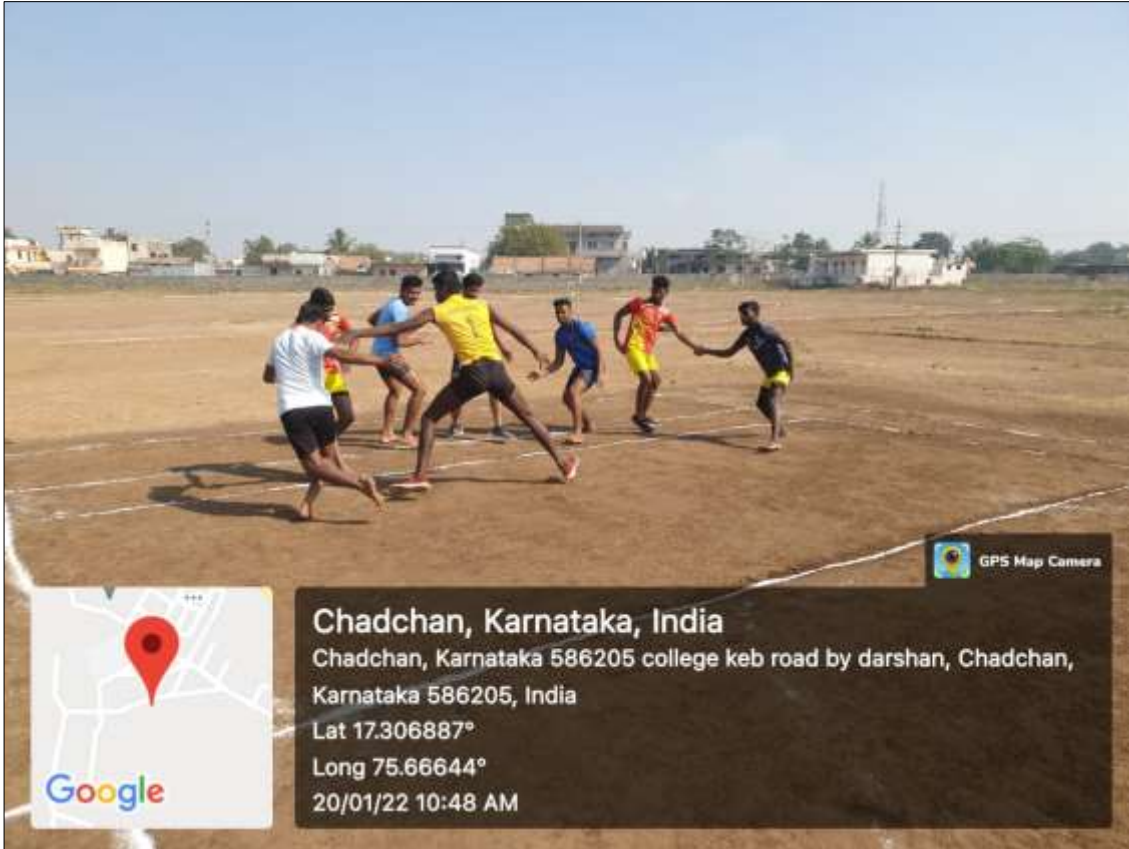 GPS Map Camera
Chadchan, Karnataka, India
Chadchan, Karnataka 586205 college keb road by darshan, Chadchan,
Karnataka 586205, India
Lat 17.306887°
Long 75.66644°
20/01/22 10:48 AM
Google
1